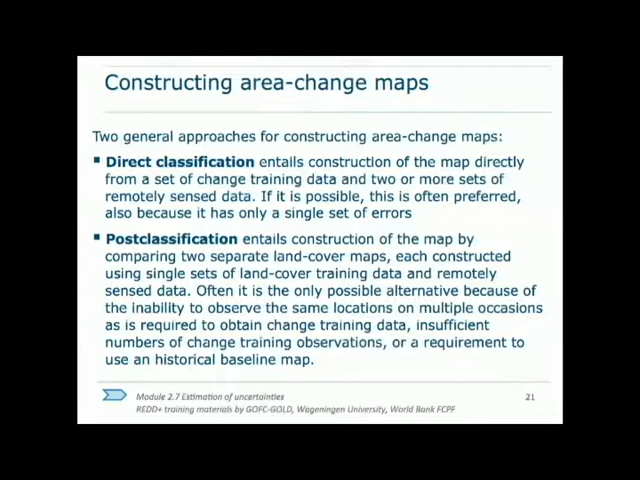 Constructing area-change maps
Two general approaches for constructing area-change maps:
▪ Direct classification entails construction of the map directly
from a set of change training data and two or more sets of
remotely sensed data. If it is possible, this is often preferred,
also because it has only a single set of errors
▪ Postclassification entails construction of the map by
comparing two separate land-cover maps, each constructed
using single sets of land-cover training data and remotely
sensed data. Often it is the only possible alternative because of
the inability to observe the same locations on multiple occasions
as is required to obtain change training data, insufficient
numbers of change training observations, or a requirement to
use an historical baseline map.
Module 2.7 Estimation of uncertainties
REDD+ training materials by GOFC-GOLD, Wageningen University, World Bank FCPF
21